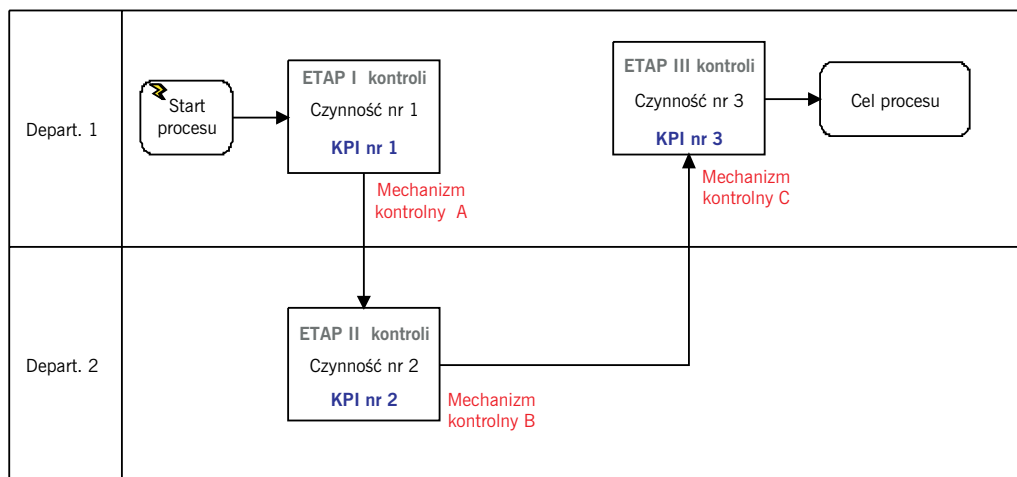 Depart. 1
Start
procesu
ETAP I kontroli
Czynność nr 1
KPI nr 1
Mechanizm
kontrolny A
ETAP III kontroli
Czynność nr 3
KPI nr 3
Mechanizm
kontrolny C
Cel procesu
Depart. 2
ETAP II kontroli
Czynność nr 2
KPI nr 2
Mechanizm
kontrolny B